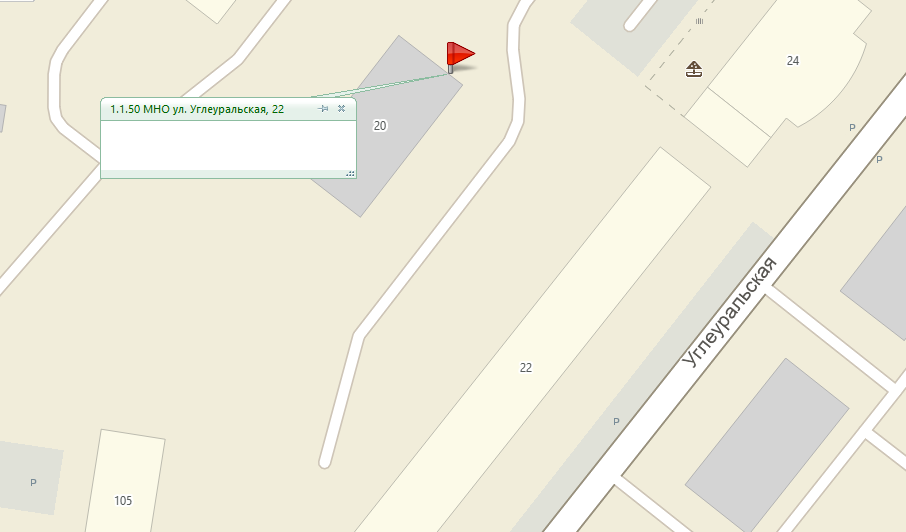 24
1.1.50 МНО ул. Углеуральская, 22
20
P
P
Углеуральская
22
P
P
105